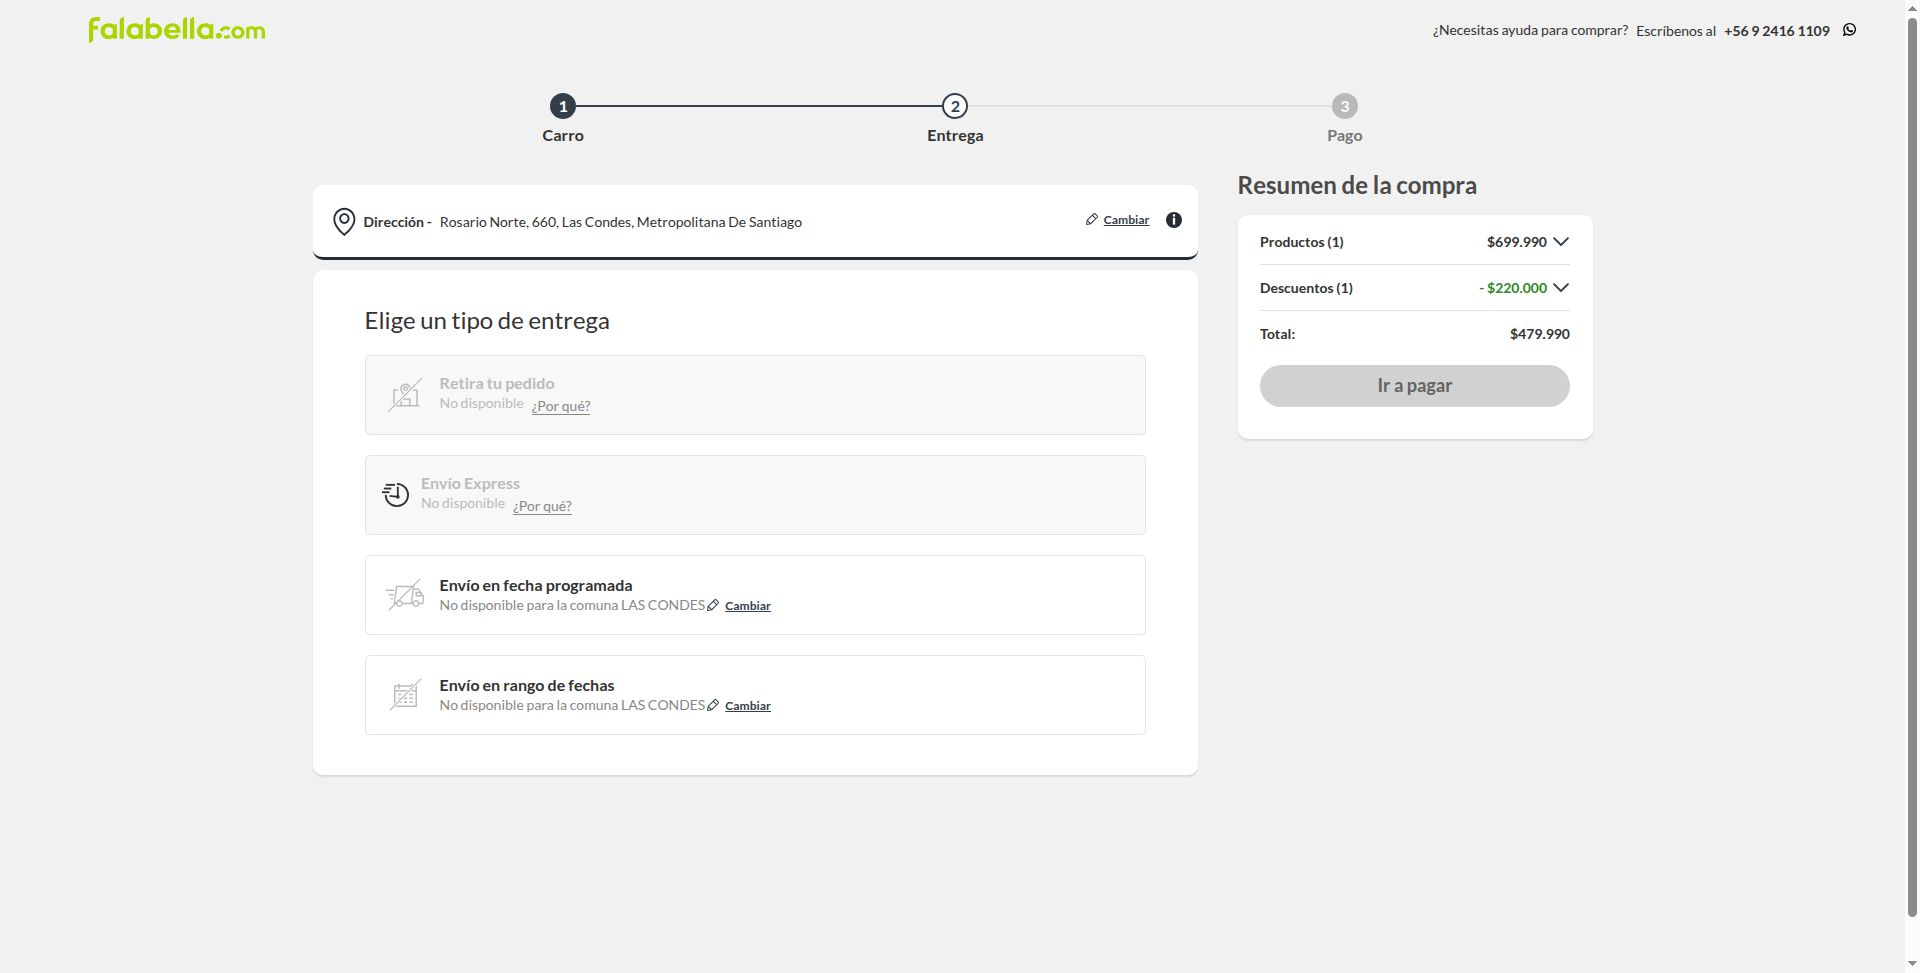 falabella.com
¿Necesitas ayuda para comprar? Escríbenos al +56 9 2416 1109
1
2
3
Carro
Entrega
Pago
Dirección - Rosario Norte, 660, Las Condes, Metropolitana De Santiago
Cambiar
Elige un tipo de entrega
Retira tu pedido
No disponible ¿Por qué?
Envío Express
No disponible ¿Por qué?
Envío en fecha programada
No disponible para la comuna LAS CONDES Cambiar
Envío en rango de fechas
No disponible para la comuna LAS CONDES Cambiar
Resumen de la compra
Productos (1) $699.990
Descuentos (1) - $220.000
Total: $479.990
Ir a pagar